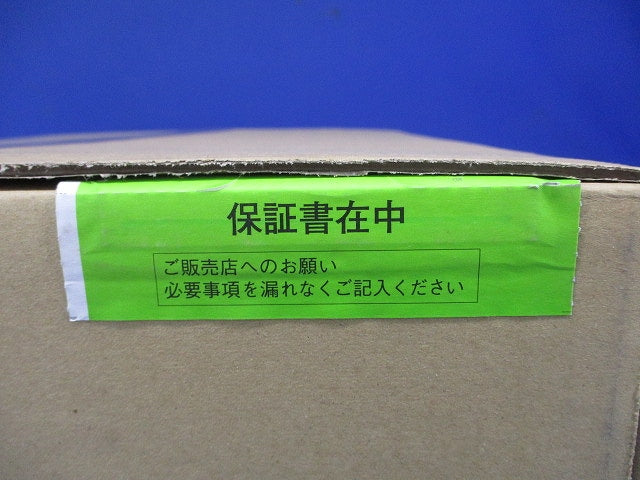 保証書在中
ご販売店へのお願い
必要事項を漏れなくご記入ください